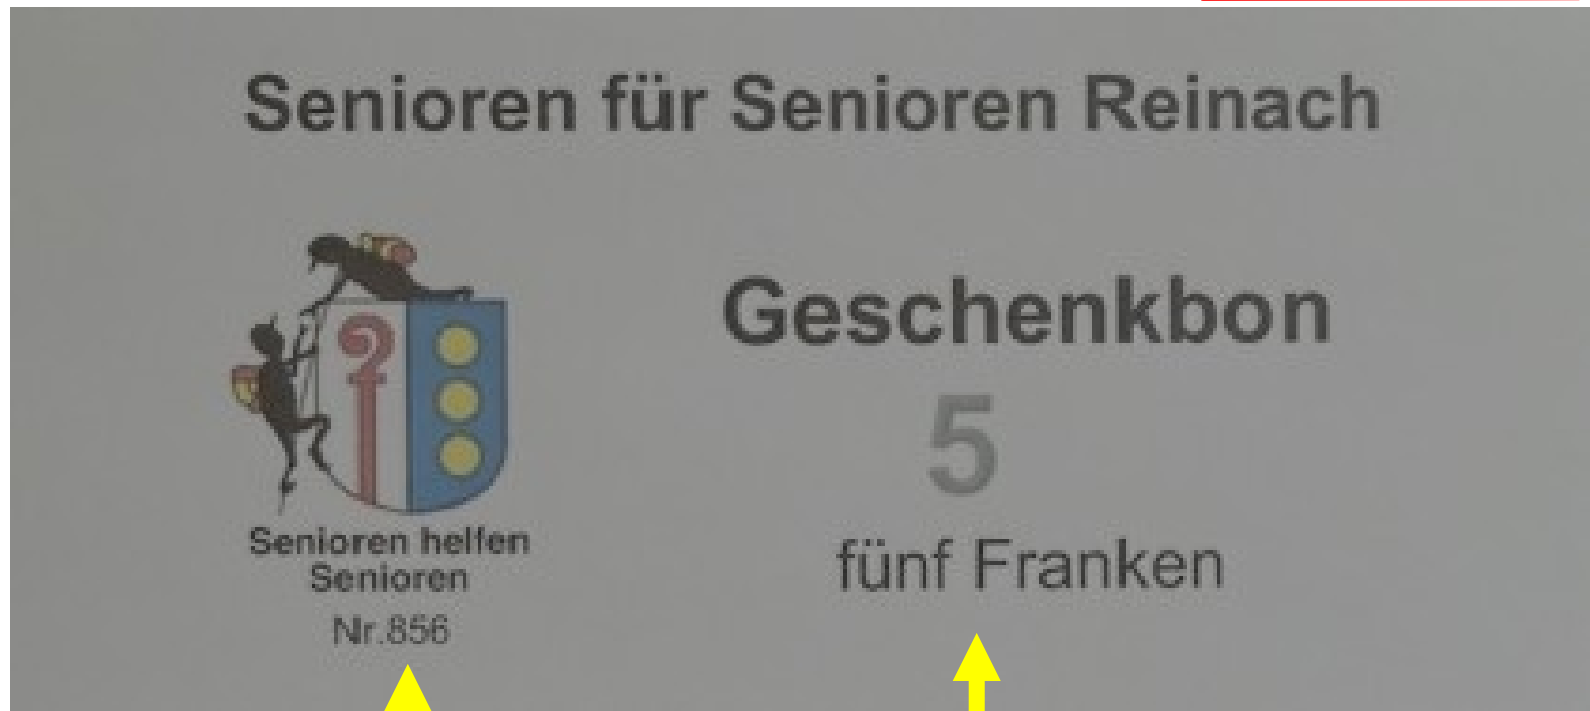 Senioren für Senioren Reinach
Geschenkbon
5
fünf Franken
Senioren helfen
Senioren
Nr.856